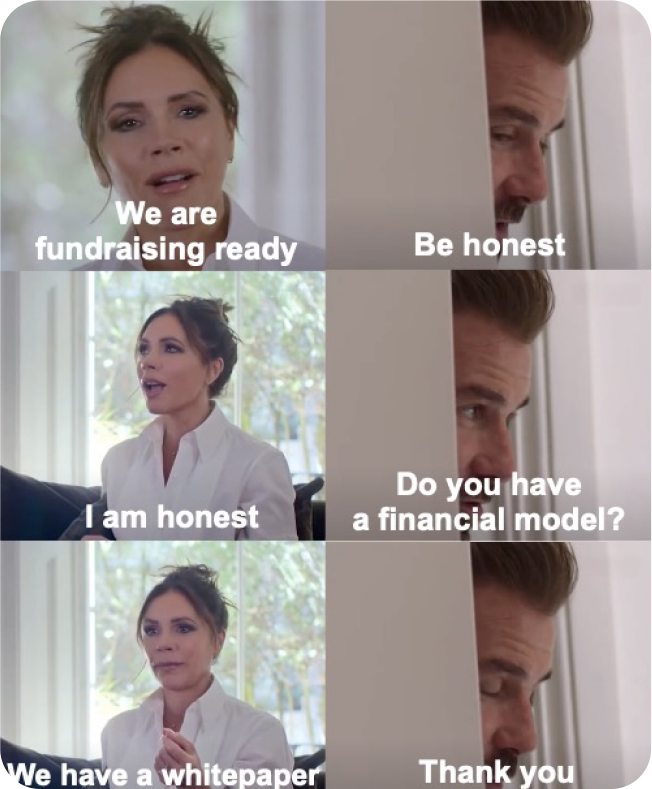 We are
fundraising ready
Be honest
I am honest
Do you have
a financial model?
We have a whitepaper
Thank you